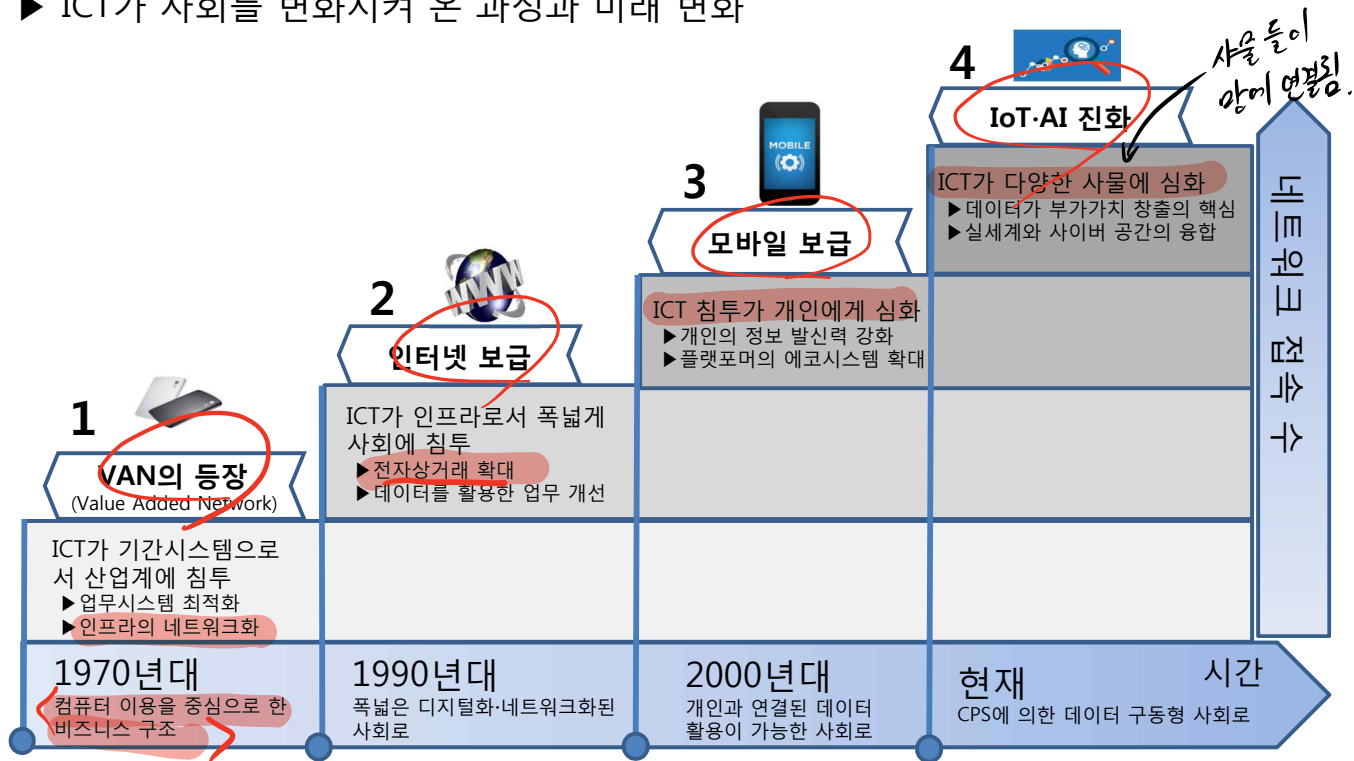 ▶ ICT가 사회를 변화시켜 온 과정과 미래 변화
사물들이
망에 연결됨.
4
IoT·AI 진화
ICT가 다양한 사물에 심화
▶데이터가 부가가치 창출의 핵심
▶실세계와 사이버 공간의 융합
MOBILE
3
모바일 보급
ICT 침투가 개인에게 심화
▶개인의 정보 발신력 강화
▶플랫포머의 에코시스템 확대
WWW
2
인터넷 보급
ICT가 인프라로서 폭넓게
사회에 침투
▶전자상거래 확대
▶데이터를 활용한 업무 개선
1
VAN의 등장
(Value Added Network)
ICT가 기간시스템으로
서 산업계에 침투
▶업무시스템 최적화
▶인프라의 네트워크화
네트워크 접속 수
1970년대
컴퓨터 이용을 중심으로 한
비즈니스 구조
1990년대
폭넓은 디지털화·네트워크화된
사회로
2000년대
개인과 연결된 데이터
활용이 가능한 사회로
현재
CPS에 의한 데이터 구동형 사회로
시간